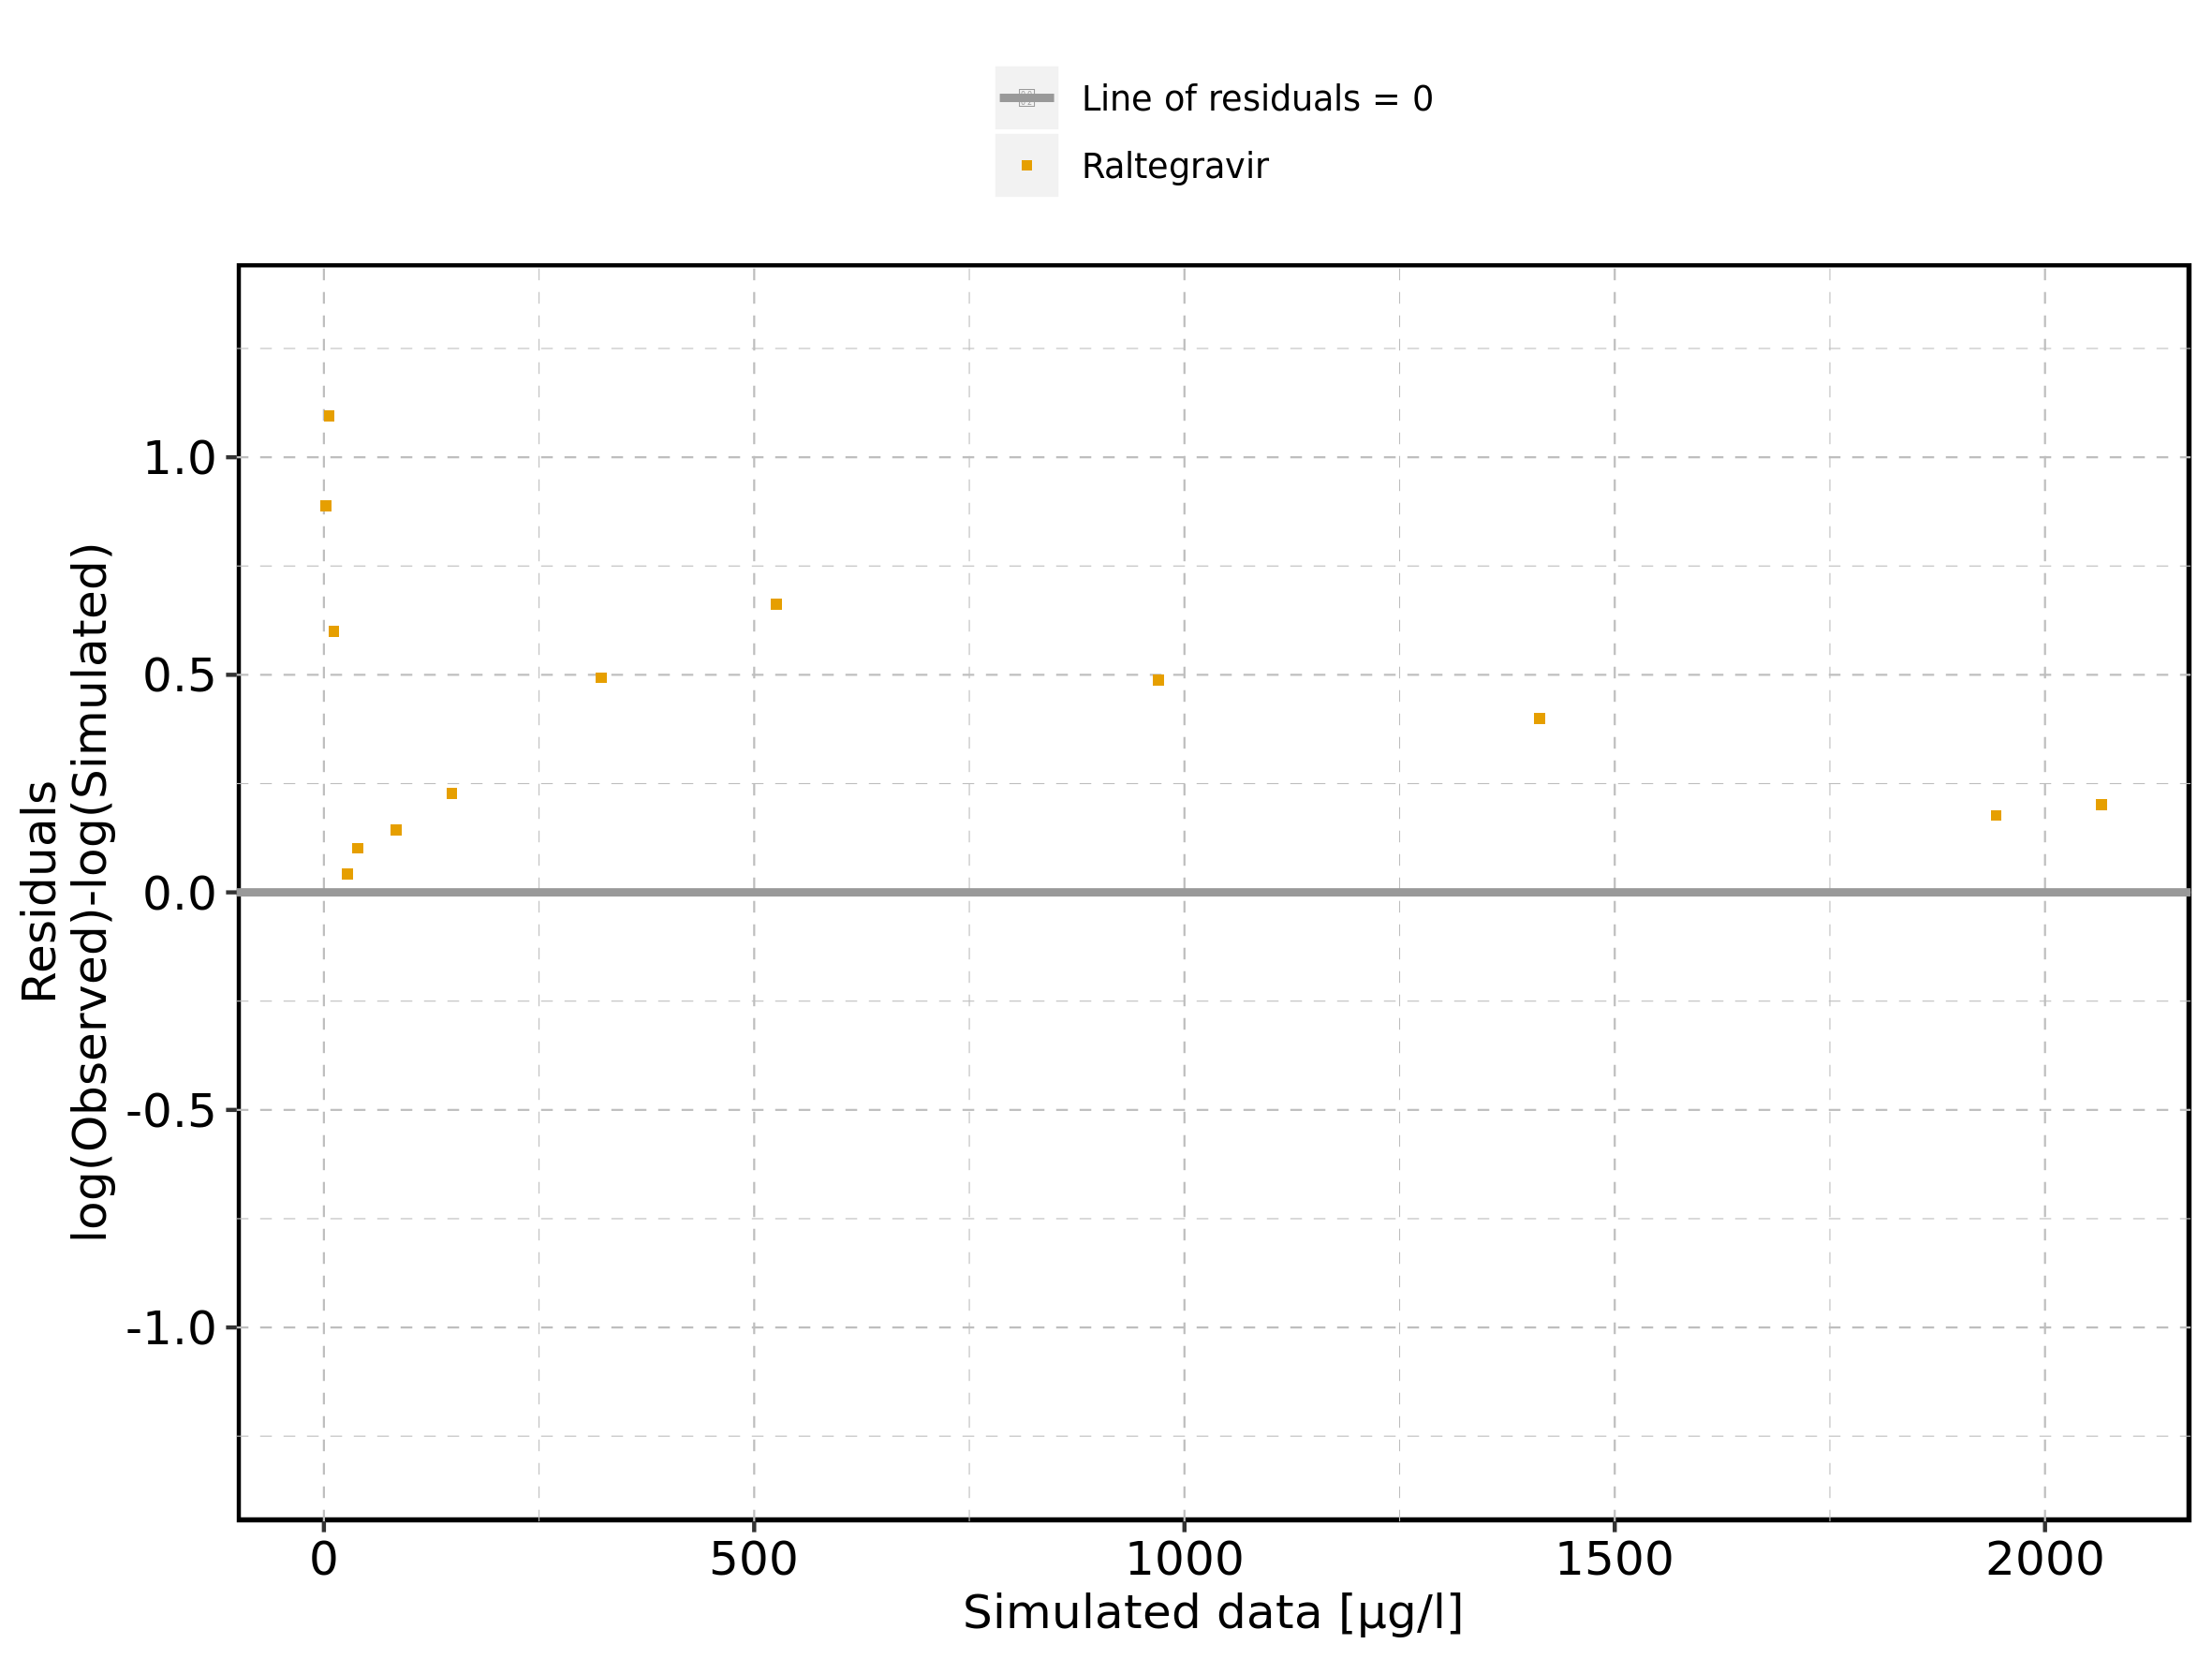 Line of residuals = 0
Raltegravir
Residuals
log(Observed)-log(Simulated)
1.0
0.5
0.0
-0.5
-1.0
0 500 1000 1500 2000
Simulated data [µg/l]